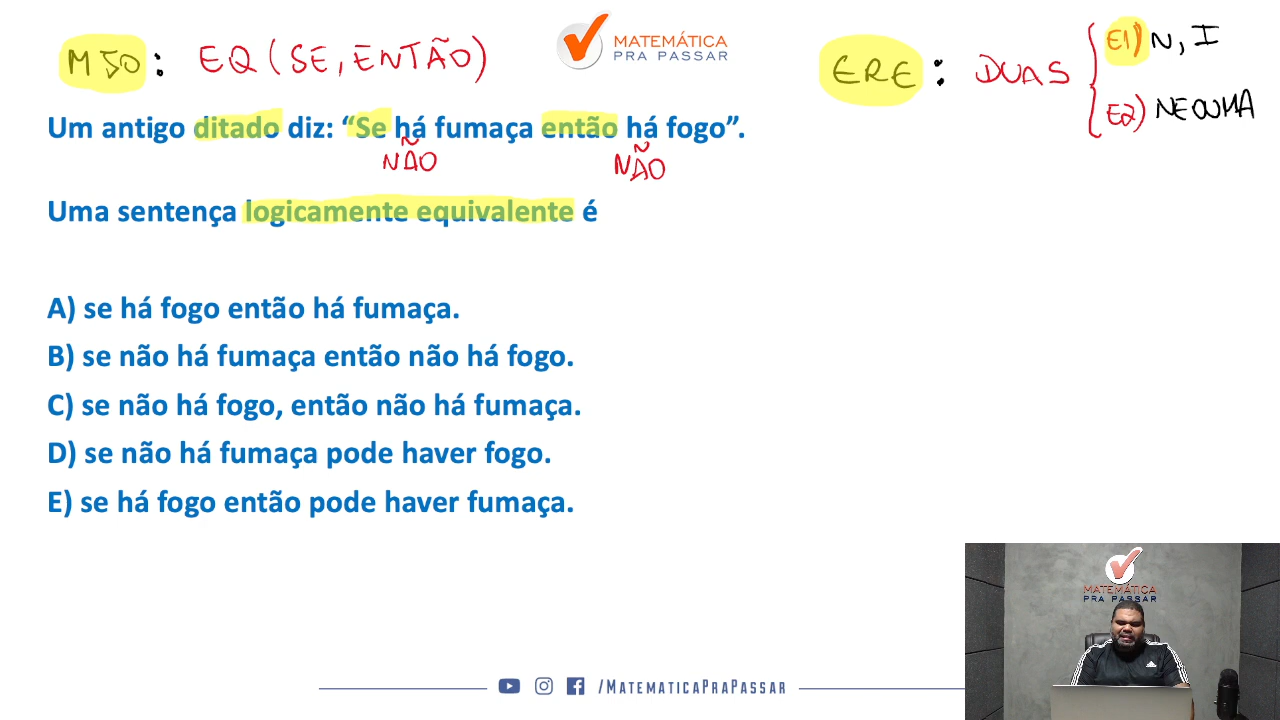 M50: EQ (SE, ENTÃO)
MATEMÁTICA
PRA PASSAR
ERE: DUAS
E1) N, I
E2) NEOUMA
Um antigo ditado diz: “Se há fumaça então há fogo”.
NÃO NÃO
Uma sentença logicamente equivalente é
A) se há fogo então há fumaça.
B) se não há fumaça então não há fogo.
C) se não há fogo, então não há fumaça.
D) se não há fumaça pode haver fogo.
E) se há fogo então pode haver fumaça.
MATEMÁTICA
PRA PASSAR
/MATEMATICAPRAPASSAR